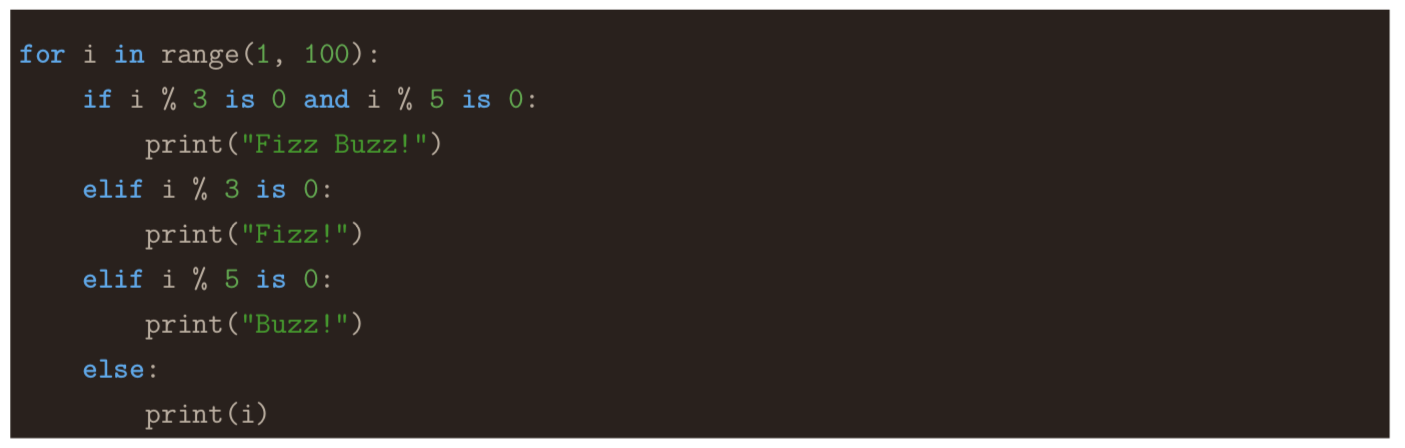 for i in range(1, 100):
    if i % 3 is 0 and i % 5 is 0:
        print("Fizz Buzz!")
    elif i % 3 is 0:
        print("Fizz!")
    elif i % 5 is 0:
        print("Buzz!")
    else:
        print(i)